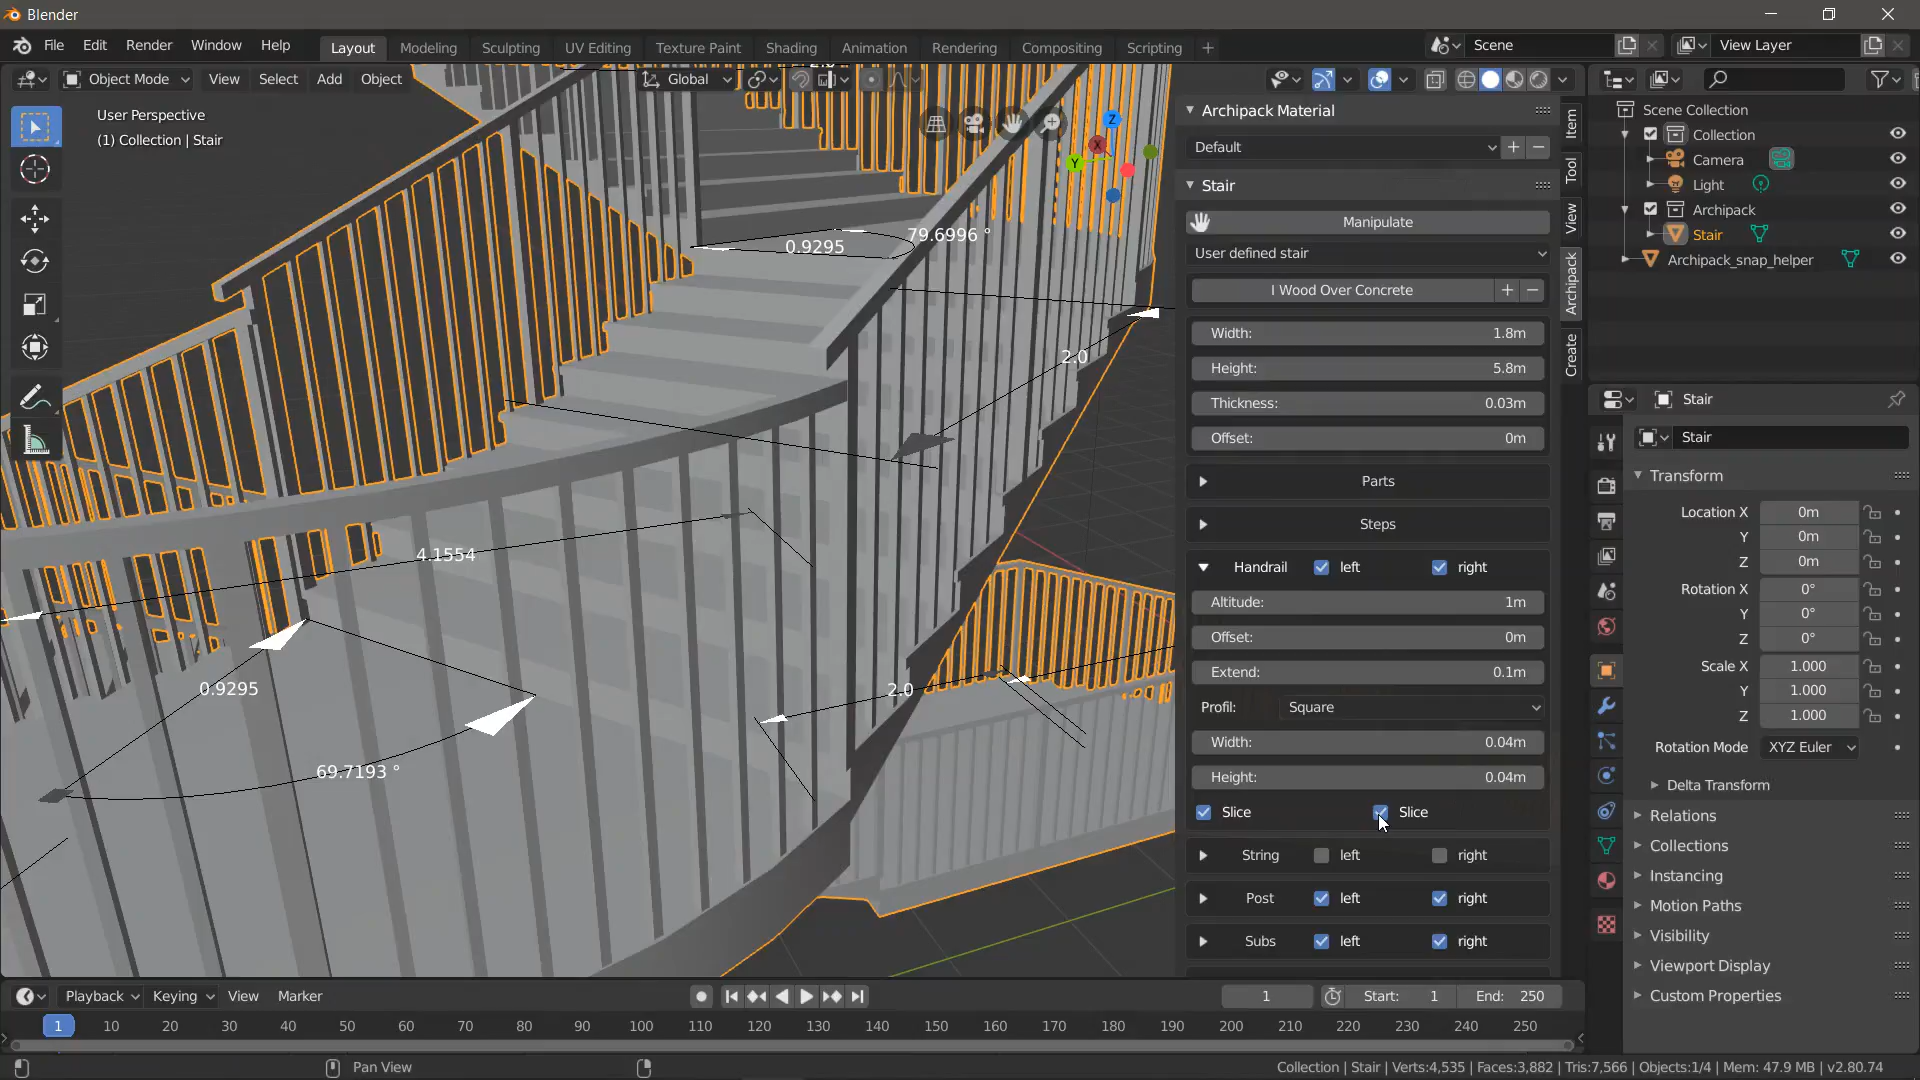 Blender
File Edit Render Window Help
Layout Modeling Sculpting UV Editing Texture Paint Shading Animation Rendering Compositing Scripting +
Scene
View Layer
Object Mode View Select Add Object
Global
User Perspective
(1) Collection | Stair
Z
X
Y
0.9295
79.6996 °
2.0
4.1554
0.9295
2.0
69.7193 °
Archipack Material
Default
Stair
Manipulate
User defined stair
I Wood Over Concrete
Width: 1.8m
Height: 5.8m
Thickness: 0.03m
Offset: 0m
Parts
Steps
Handrail left right
Altitude: 1m
Offset: 0m
Extend: 0.1m
Profil: Square
Width: 0.04m
Height: 0.04m
Slice Slice
String left right
Post left right
Subs left right
Item
Tool
View
Archipack
Create
Scene Collection
Collection
Camera
Light
Archipack
Stair
Archipack_snap_helper
Stair
Stair
Transform
Location X 0m
Y 0m
Z 0m
Rotation X 0°
Y 0°
Z 0°
Scale X 1.000
Y 1.000
Z 1.000
Rotation Mode XYZ Euler
Delta Transform
Relations
Collections
Instancing
Motion Paths
Visibility
Viewport Display
Custom Properties
Playback Keying View Marker
1 Start: 1 End: 250
1 10 20 30 40 50 60 70 80 90 100 110 120 130 140 150 160 170 180 190 200 210 220 230 240 250
Pan View
Collection | Stair | Verts:4,535 | Faces:3,882 | Tris:7,566 | Objects:1/4 | Mem: 47.9 MB | v2.80.74